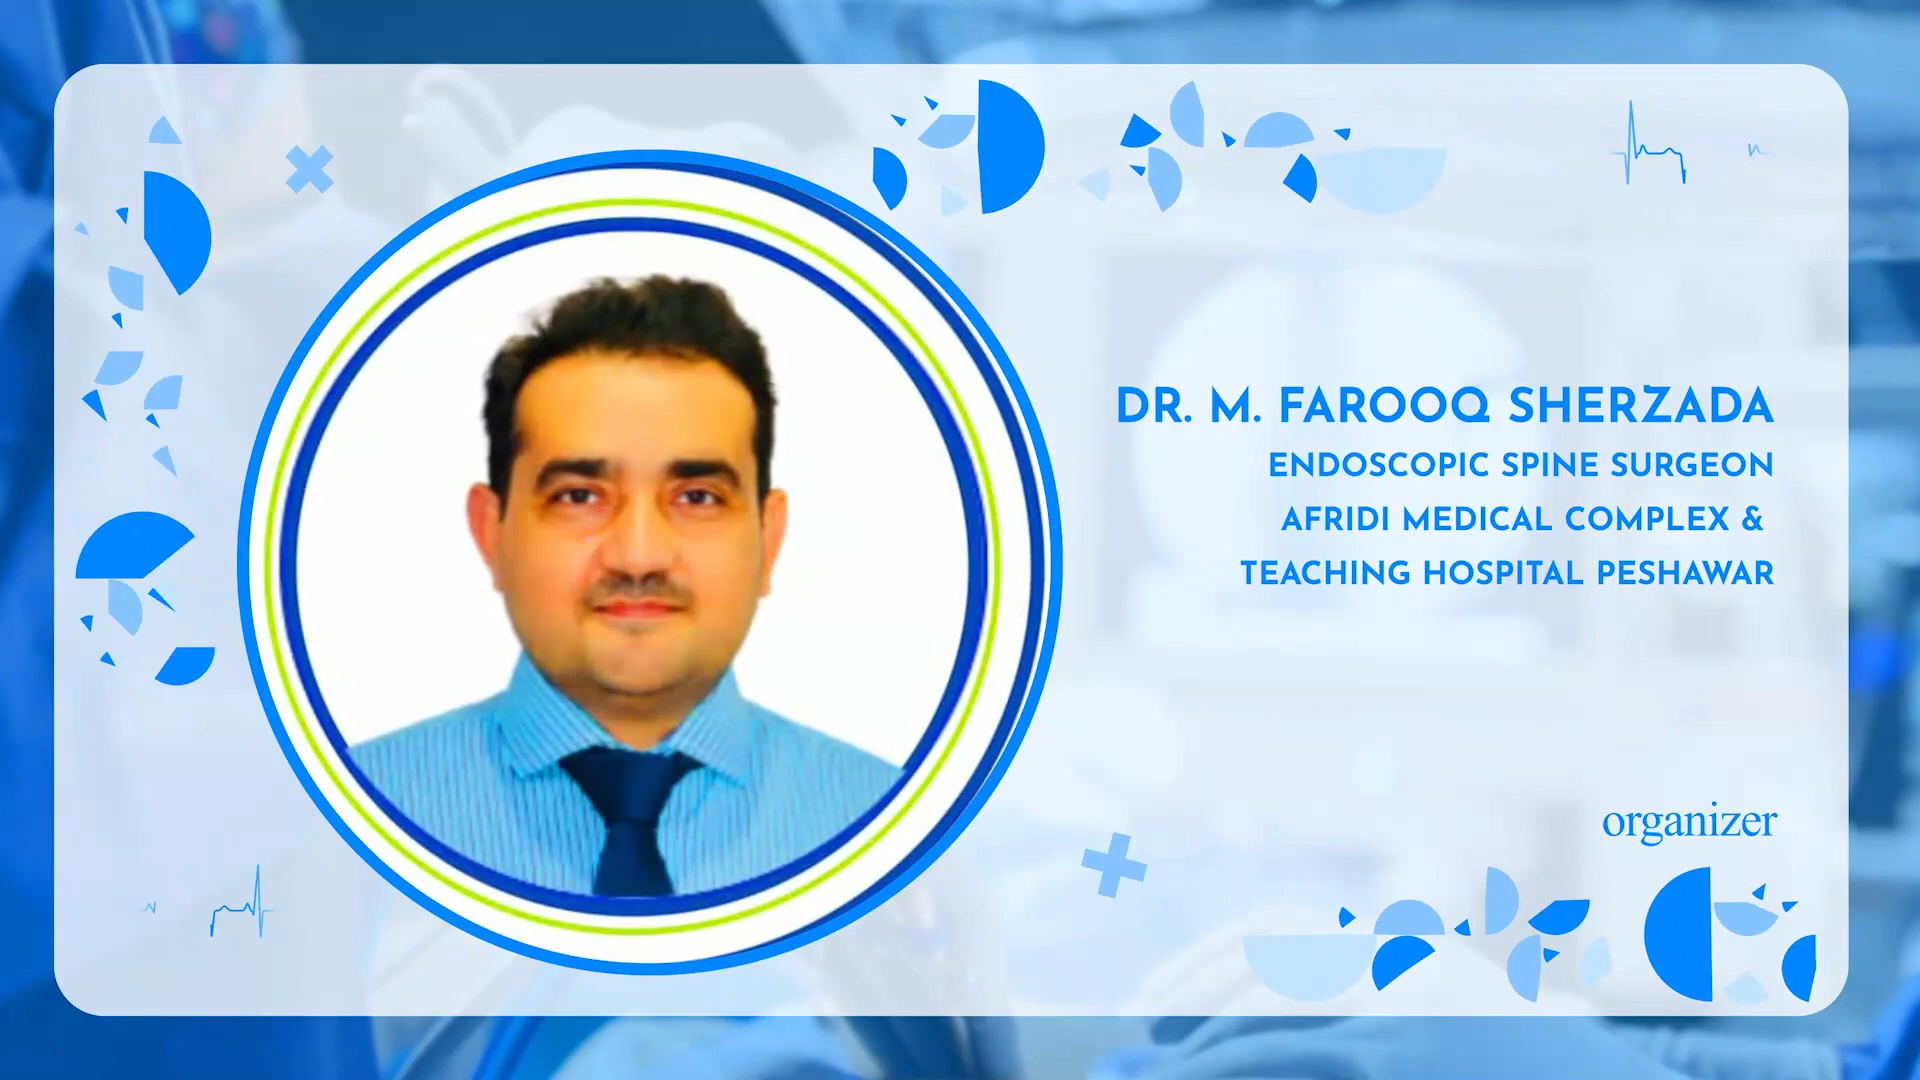 DR. M. FAROOQ SHERZADA
ENDOSCOPIC SPINE SURGEON
AFRIDI MEDICAL COMPLEX &
TEACHING HOSPITAL PESHAWAR
organizer